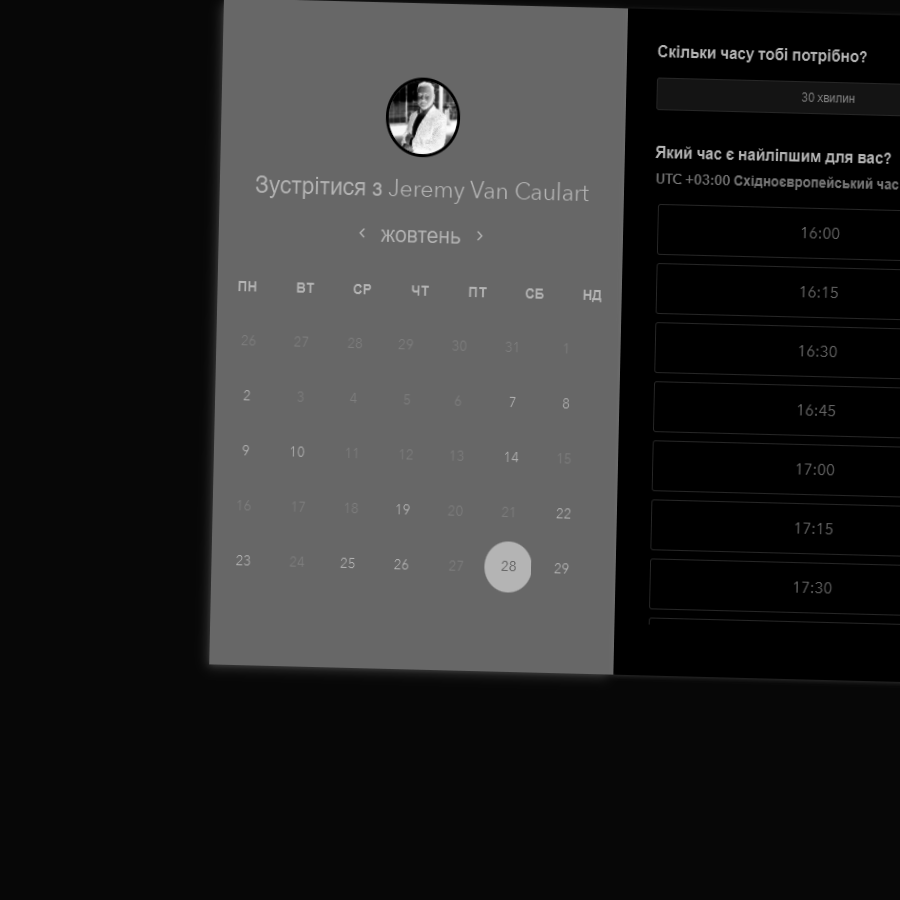 Зустрітися з Jeremy Van Caulart
‹ жовтень ›
ПН ВТ СР ЧТ ПТ СБ НД
26 27 28 29 30 31 1
2 3 4 5 6 7 8
9 10 11 12 13 14 15
16 17 18 19 20 21 22
23 24 25 26 27 28 29
Скільки часу тобі потрібно?
30 хвилин
Який час є найліпшим для вас?
UTC +03:00 Східноєвропейський час
16:00
16:15
16:30
16:45
17:00
17:15
17:30